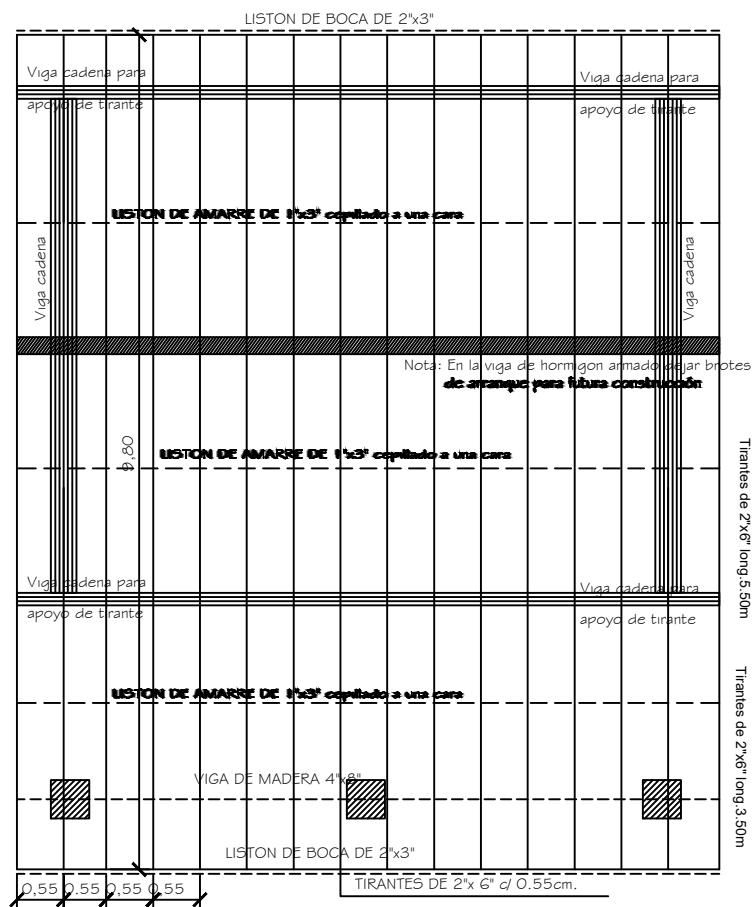 LISTON DE BOCA DE 2"x3"
Viga cadena para
apoyo de tirante
Viga cadena para
apoyo de tirante
LISTON DE AMARRE DE 1"x3" cepillado a una cara
Viga cadena
Viga cadena
Nota: En la viga de hormigon armado dejar brotes
de arranque para futura construcción
9,80
LISTON DE AMARRE DE 1"x3" cepillado a una cara
Tirantes de 2"x6" long.5.50m
Viga cadena para
apoyo de tirante
Viga cadena para
apoyo de tirante
LISTON DE AMARRE DE 1"x3" cepillado a una cara
Tirantes de 2"x6" long.3.50m
VIGA DE MADERA 4"x8"
LISTON DE BOCA DE 2"x3"
0,55 0,55 0,55 0,55
TIRANTES DE 2"x 6" c/ 0.55cm.